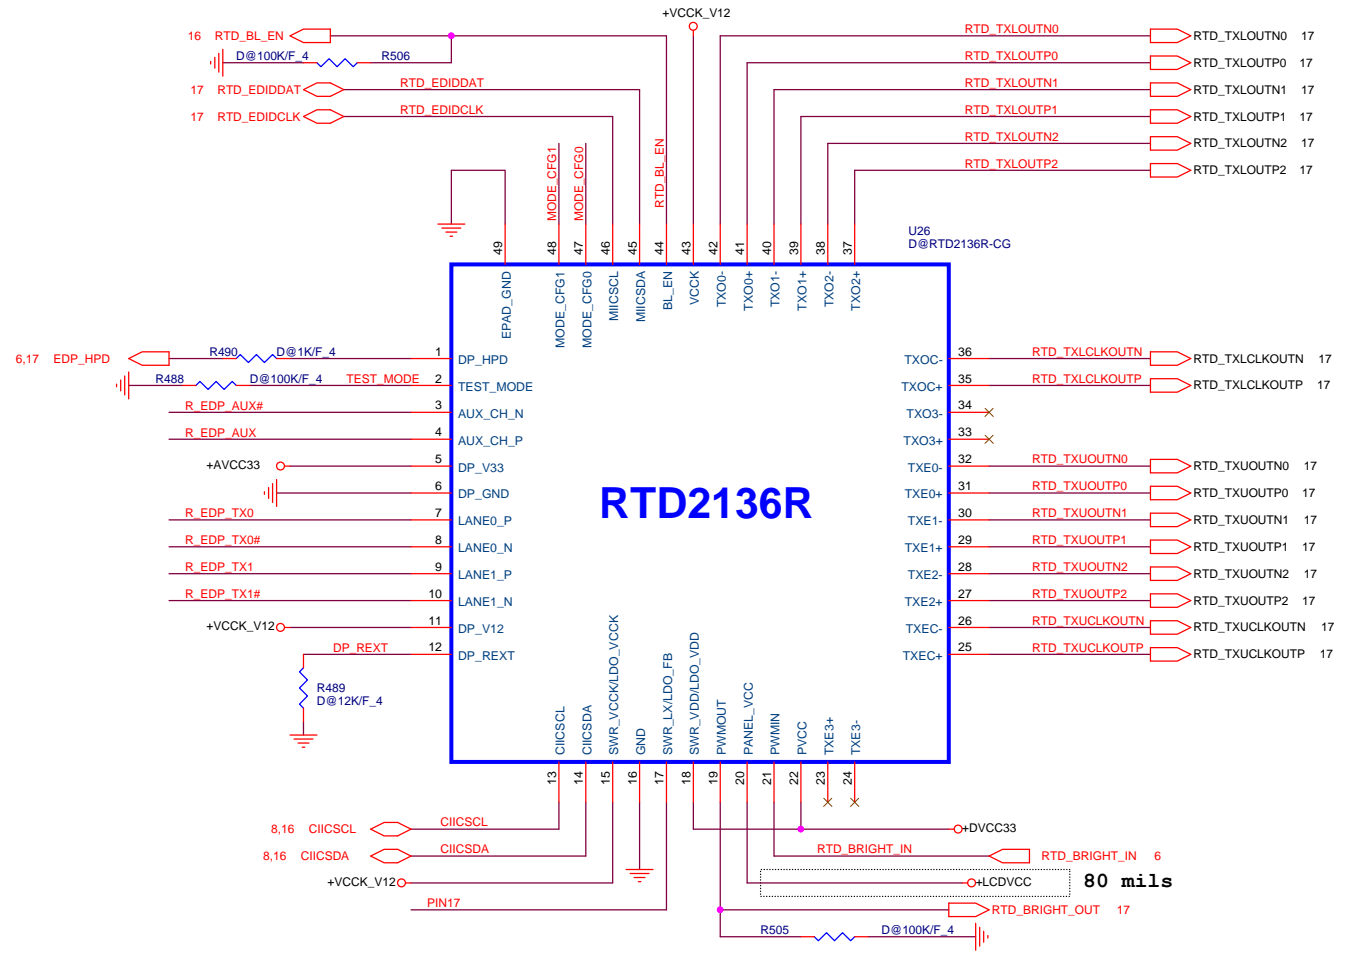 +VCCK_V12
16 RTD_BL_EN
D@100K/F_4 R506
17 RTD_EDIDDAT RTD_EDIDDAT
17 RTD_EDIDCLK RTD_EDIDCLK
MODE_CFG1
MODE_CFG0
RTD_BL_EN
RTD_TXLOUTN0 RTD_TXLOUTN0 17
RTD_TXLOUTP0 RTD_TXLOUTP0 17
RTD_TXLOUTN1 RTD_TXLOUTN1 17
RTD_TXLOUTP1 RTD_TXLOUTP1 17
RTD_TXLOUTN2 RTD_TXLOUTN2 17
RTD_TXLOUTP2 RTD_TXLOUTP2 17
U26
D@RTD2136R-CG
49 48 47 46 45 44 43 42 41 40 39 38 37
EPAD_GND
MODE_CFG1
MODE_CFG0
MIICSCL
MIICSDA
BL_EN
VCCK
TXO0-
TXO0+
TXO1-
TXO1+
TXO2-
TXO2+
6,17 EDP_HPD R490 D@1K/F_4 1 DP_HPD
R488 D@100K/F_4 TEST_MODE 2 TEST_MODE
R_EDP_AUX# 3 AUX_CH_N
R_EDP_AUX 4 AUX_CH_P
+AVCC33 5 DP_V33
6 DP_GND
R_EDP_TX0 7 LANE0_P
R_EDP_TX0# 8 LANE0_N
R_EDP_TX1 9 LANE1_P
R_EDP_TX1# 10 LANE1_N
+VCCK_V12 11 DP_V12
DP_REXT 12 DP_REXT
R489
D@12K/F_4
RTD2136R
TXOC- 36 RTD_TXLCLKOUTN RTD_TXLCLKOUTN 17
TXOC+ 35 RTD_TXLCLKOUTP RTD_TXLCLKOUTP 17
TXO3- 34
TXO3+ 33
TXE0- 32 RTD_TXUOUTN0 RTD_TXUOUTN0 17
TXE0+ 31 RTD_TXUOUTP0 RTD_TXUOUTP0 17
TXE1- 30 RTD_TXUOUTN1 RTD_TXUOUTN1 17
TXE1+ 29 RTD_TXUOUTP1 RTD_TXUOUTP1 17
TXE2- 28 RTD_TXUOUTN2 RTD_TXUOUTN2 17
TXE2+ 27 RTD_TXUOUTP2 RTD_TXUOUTP2 17
TXEC- 26 RTD_TXUCLKOUTN RTD_TXUCLKOUTN 17
TXEC+ 25 RTD_TXUCLKOUTP RTD_TXUCLKOUTP 17
CIICSCL
CIICSDA
SWR_VCCK/LDO_VCCK
GND
SWR_LX/LDO_FB
SWR_VDD/LDO_VDD
PWMOUT
PANEL_VCC
PWMIN
PVCC
TXE3+
TXE3-
13 14 15 16 17 18 19 20 21 22 23 24
8,16 CIICSCL CIICSCL
8,16 CIICSDA CIICSDA
+VCCK_V12
PIN17
+DVCC33
RTD_BRIGHT_IN RTD_BRIGHT_IN 6
+LCDVCC 80 mils
RTD_BRIGHT_OUT 17
R505 D@100K/F_4